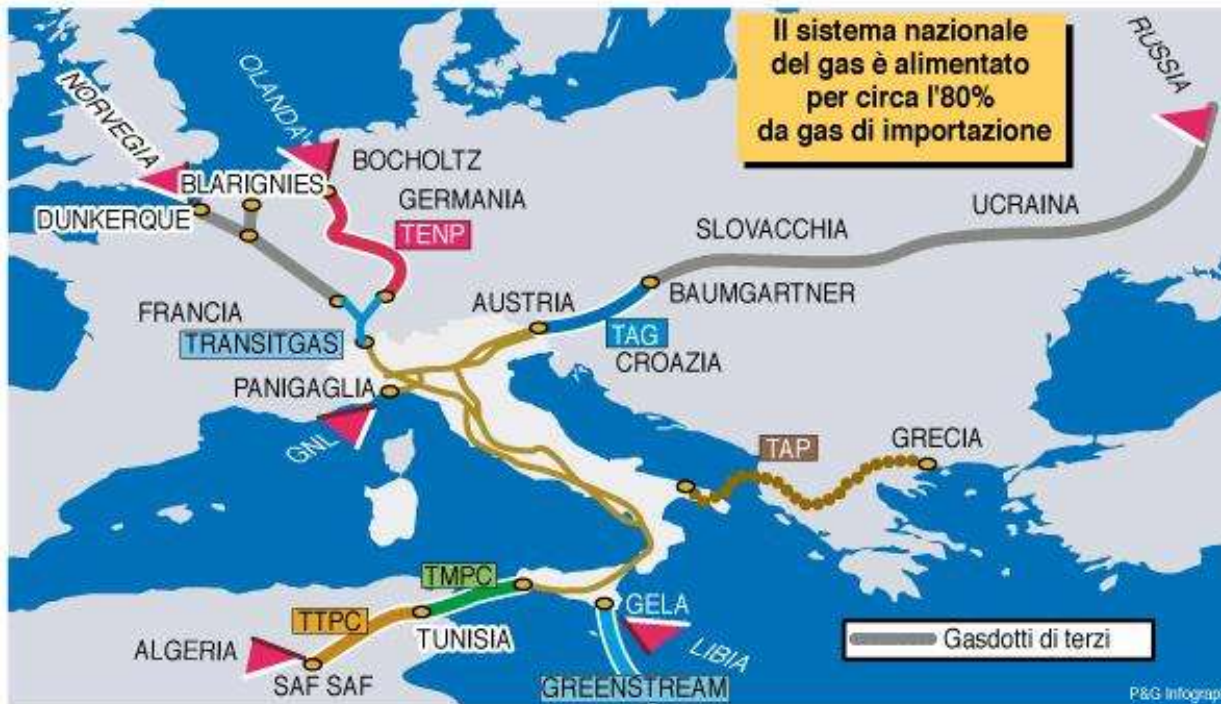 Il sistema nazionale
del gas è alimentato
per circa l'80%
da gas di importazione
RUSSIA
OLANDA
NORVEGIA
BOCHOLTZ
BLARIGNIES
GERMANIA
DUNKERQUE
TENP
UCRAINA
SLOVACCHIA
BAUMGARTNER
AUSTRIA
FRANCIA
TRANSITGAS
TAG
CROAZIA
PANIGAGLIA
GNL
TAP
GRECIA
TMPC
TTPC
GELA
TUNISIA
LIBIA
Gasdotti di terzi
ALGERIA
SAF SAF
GREENSTREAM
P&G Infograp